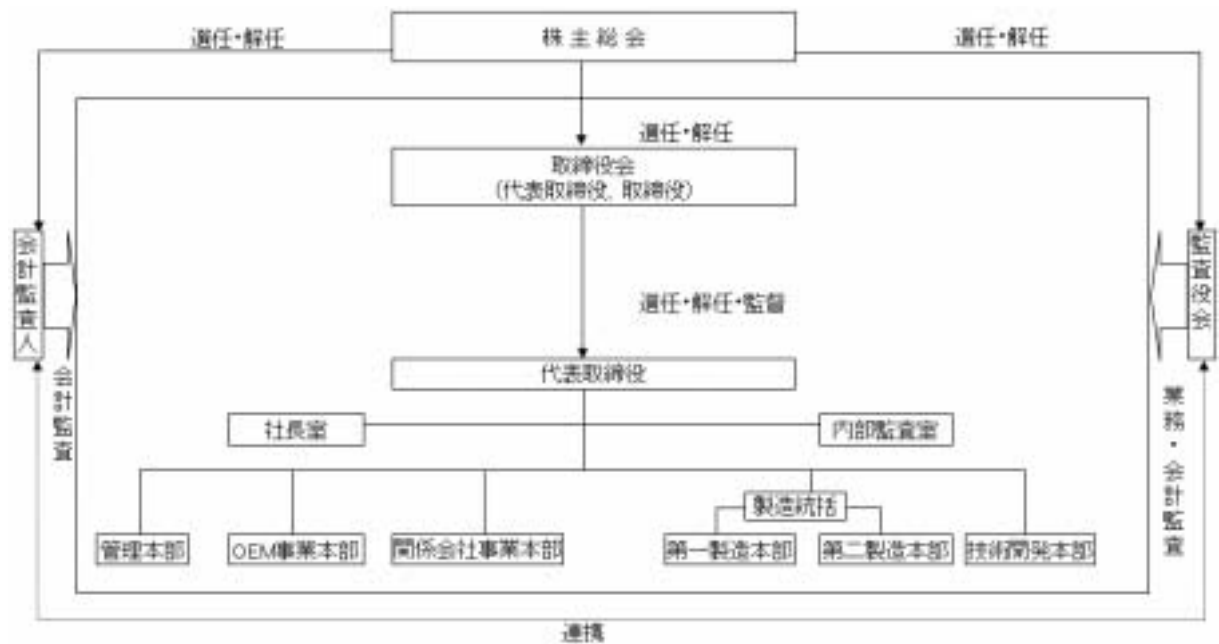 株主総会
選任・解任
選任・解任
選任・解任
取締役会
(代表取締役、取締役)
会計監査人
監査役会
選任・解任・監督
代表取締役
会計監査
業務・会計監査
社長室
内部監査室
製造統括
管理本部
OEM事業本部
関係会社事業本部
第一製造本部
第二製造本部
技術開発本部
連携